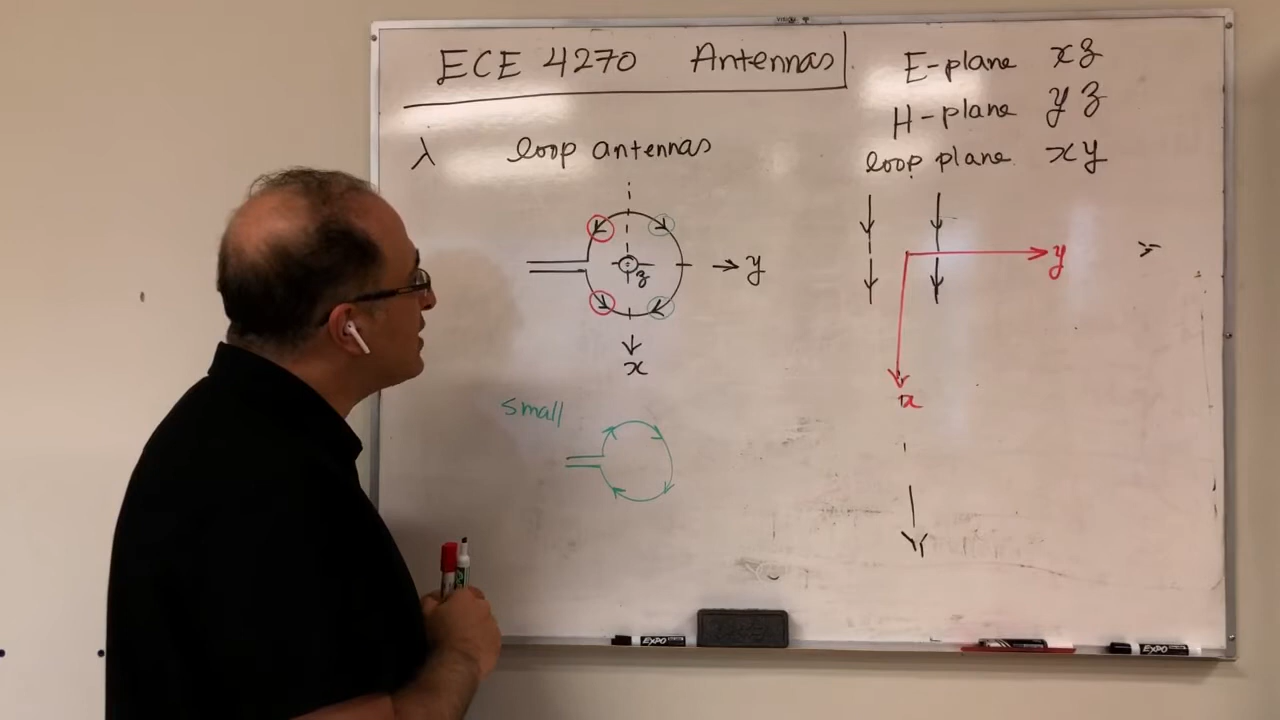 ECE 4270 Antennas
E-plane xz
H-plane yz
loop plane xy
λ loop antennas
z
y
x
y
x
small
EXPO
EXPO